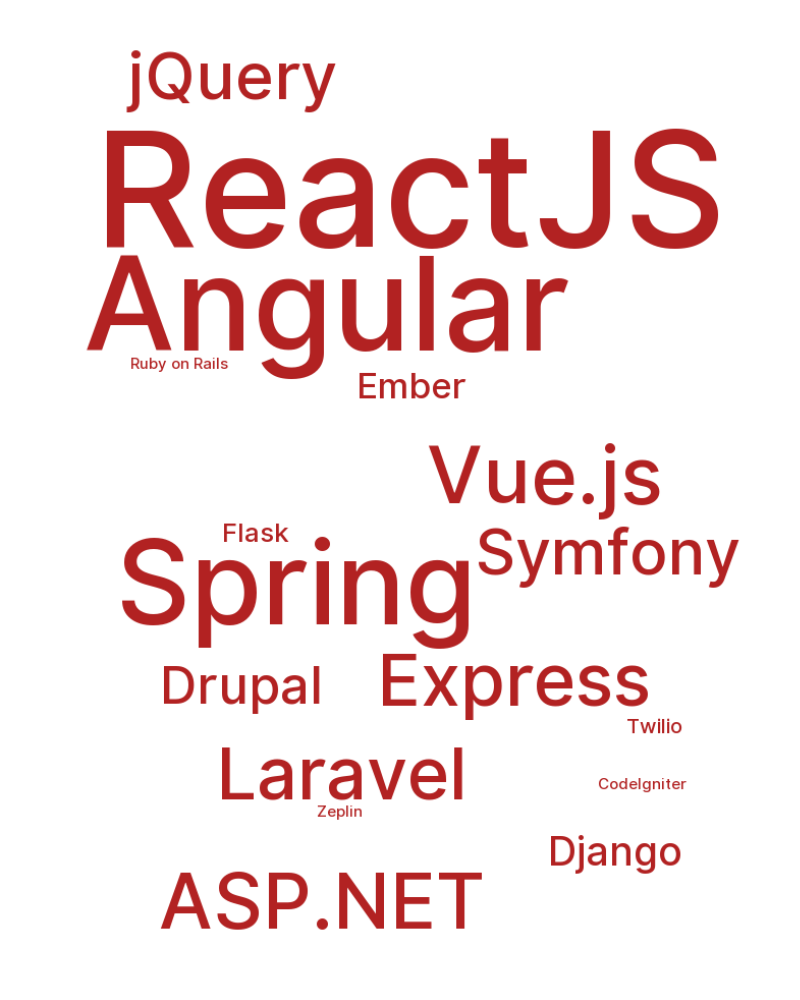 jQuery
ReactJS
Angular
Ruby on Rails
Ember
Vue.js
Flask
Symfony
Spring
Drupal
Express
Twilio
Laravel
CodeIgniter
Zeplin
Django
ASP.NET